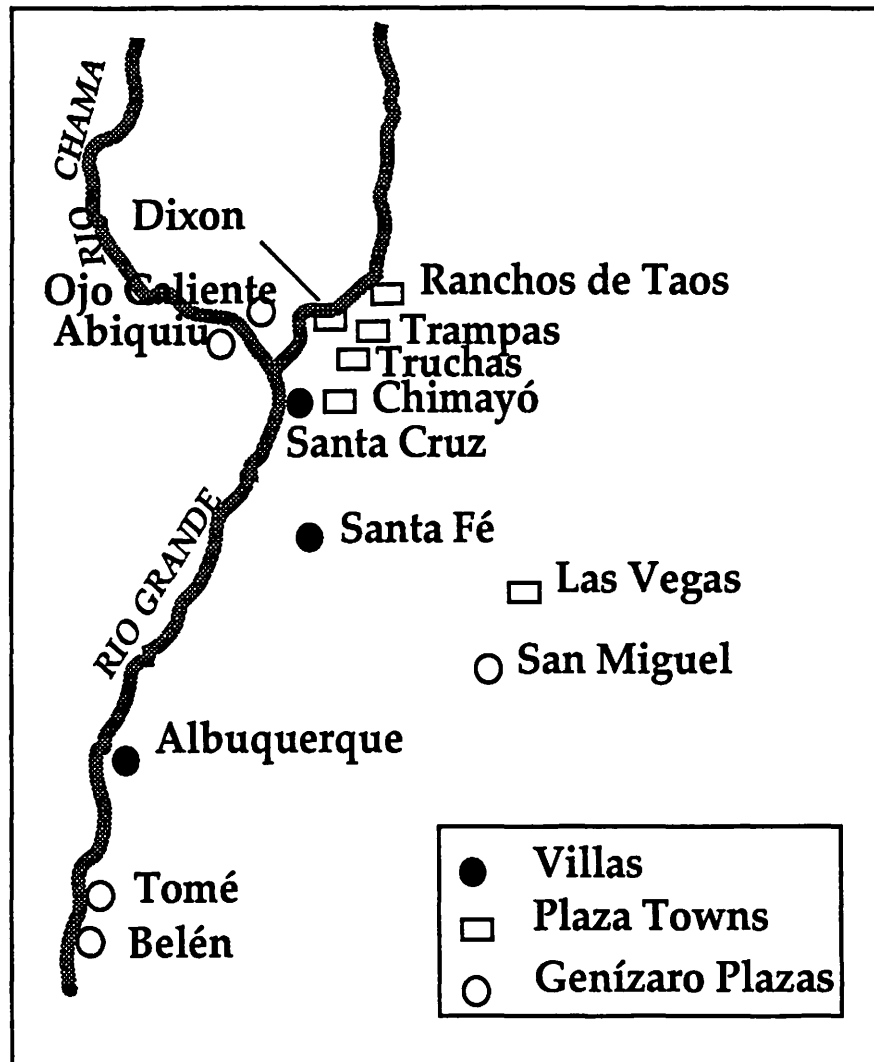 RIO CHAMA
Dixon
Ojo Caliente
Ranchos de Taos
Abiquiu
Trampas
Truchas
Chimayó
Santa Cruz
RIO GRANDE
Santa Fé
Las Vegas
San Miguel
Albuquerque
Tomé
Belén
Villas
Plaza Towns
Genízaro Plazas